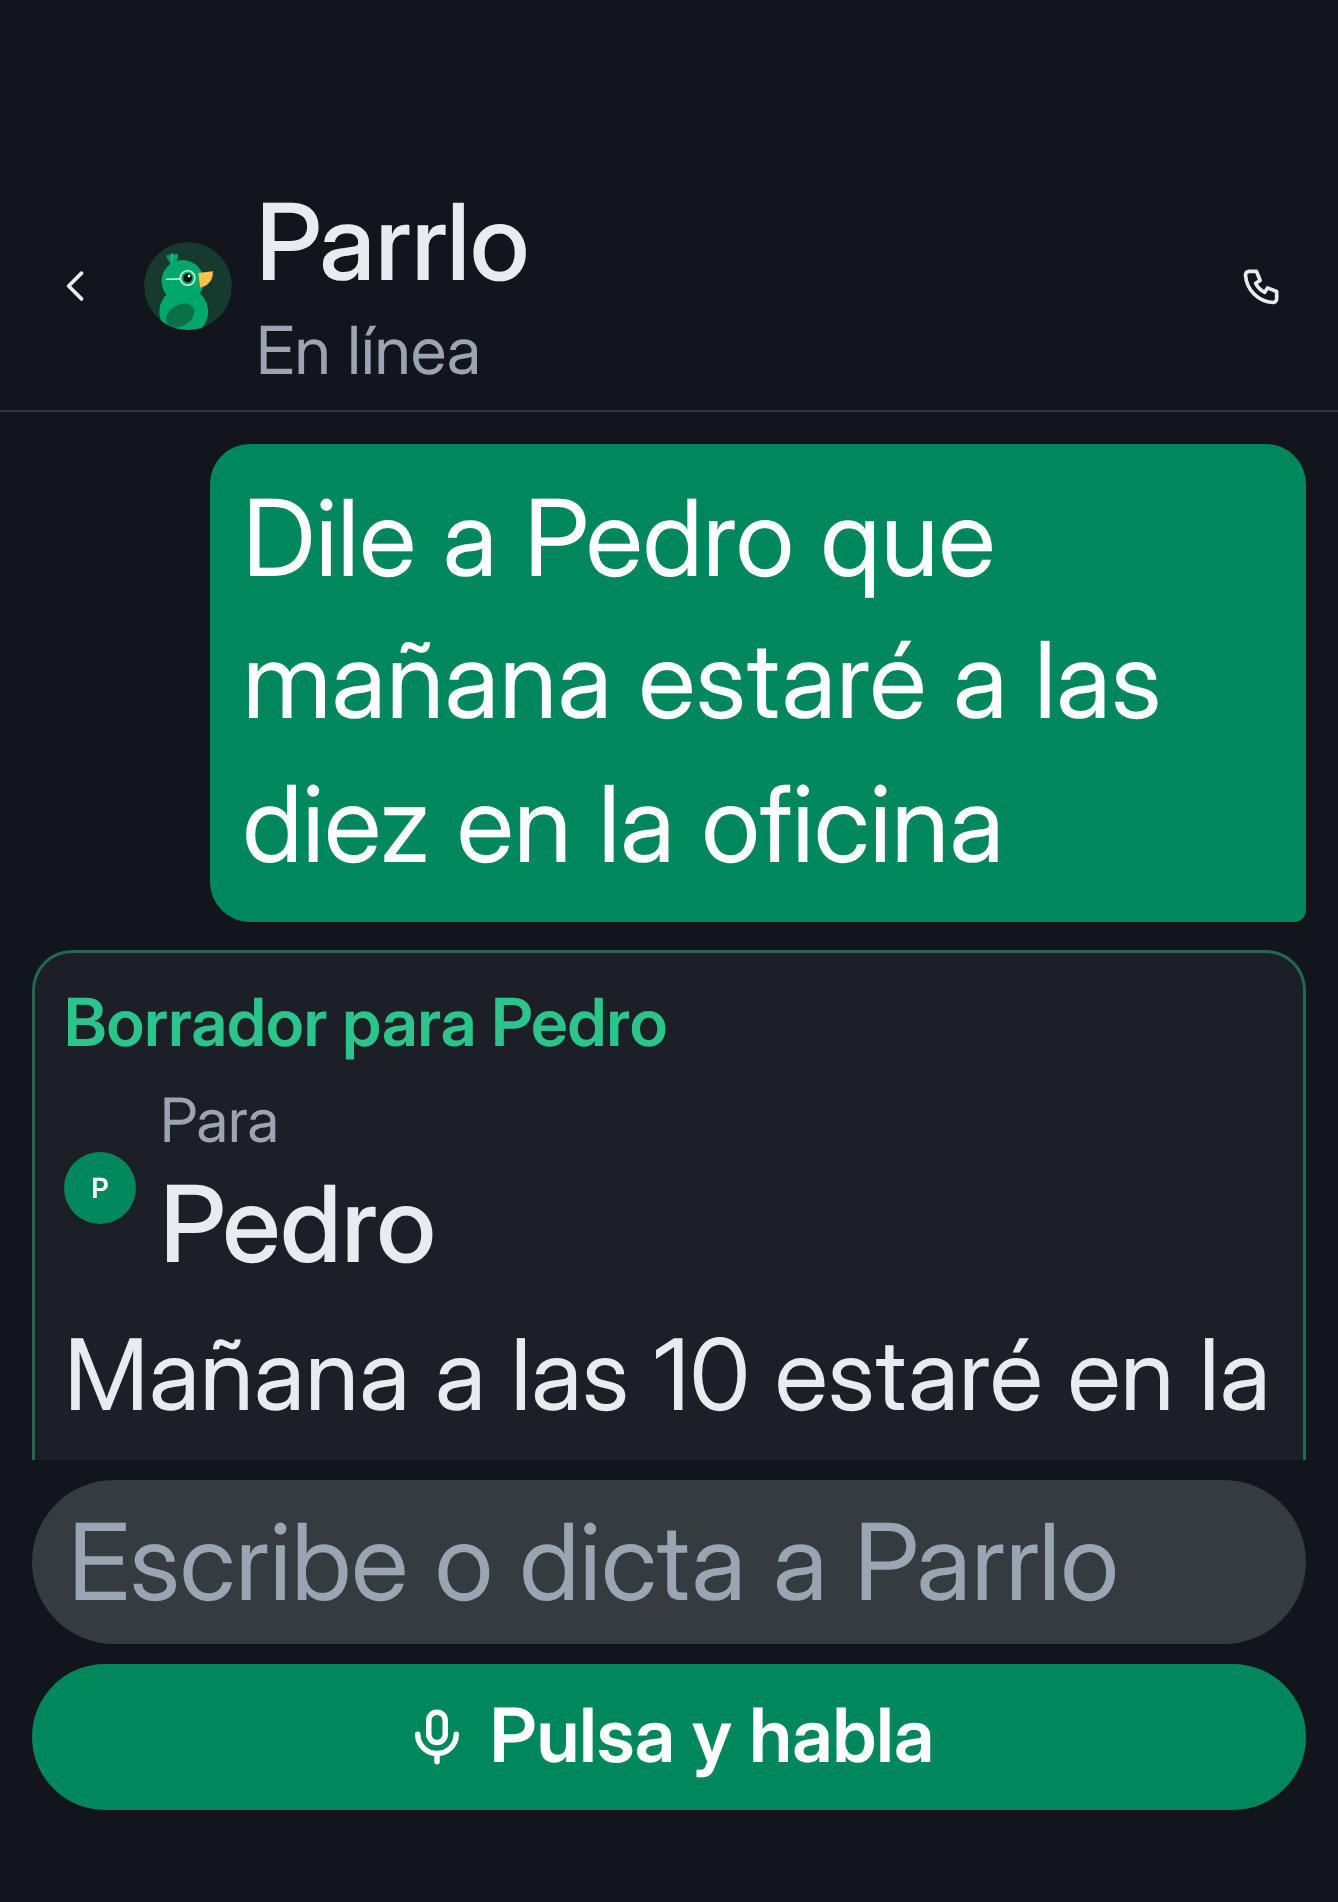 Parrlo
En línea
Dile a Pedro que
mañana estaré a las
diez en la oficina
Borrador para Pedro
Para
P
Pedro
Mañana a las 10 estaré en la
Escribe o dicta a Parrlo
Pulsa y habla